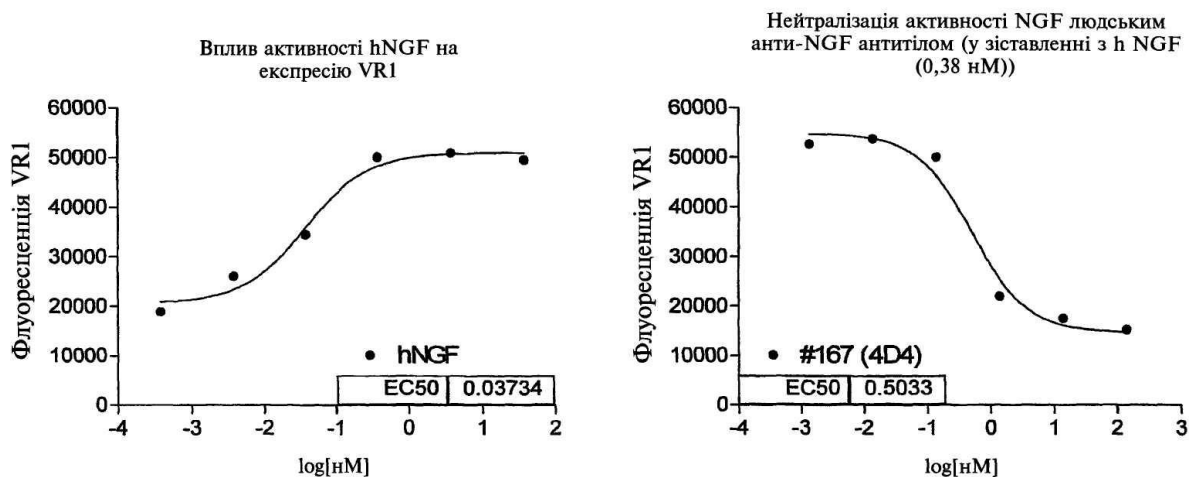 Вплив активності hNGF на
експресію VR1
Флуоресценція VR1
60000
50000
40000
30000
20000
10000
0
hNGF
EC50 0.03734
-4 -3 -2 -1 0 1 2
log[нМ]
Нейтралізація активності NGF людським
анти-NGF антитілом (у зіставленні з h NGF
(0,38 нМ))
Флуоресценція VR1
60000
50000
40000
30000
20000
10000
0
#167 (4D4)
EC50 0.5033
-4 -3 -2 -1 0 1 2 3
log[нМ]